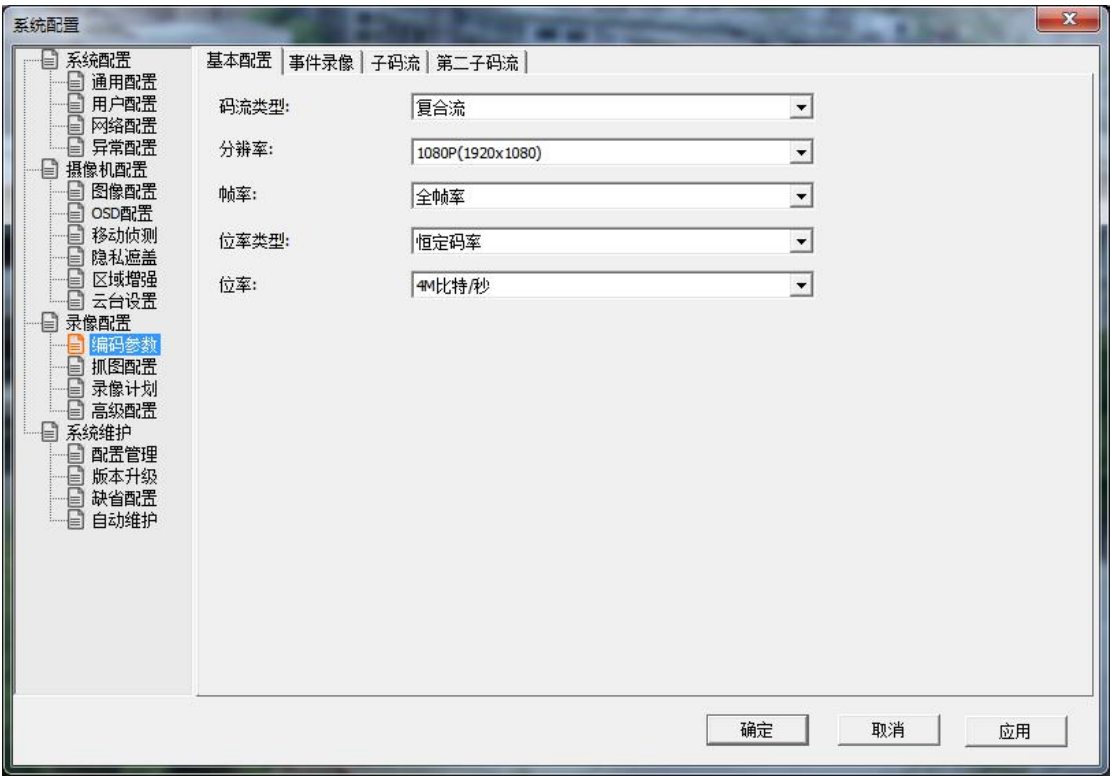 系统配置
系统配置
通用配置
用户配置
网络配置
异常配置
摄像机配置
图像配置
OSD配置
移动侦测
隐私遮盖
区域增强
云台设置
录像配置
编码参数
抓图配置
录像计划
高级配置
系统维护
配置管理
版本升级
缺省配置
自动维护
基本配置 事件录像 子码流 第二子码流
码流类型: 复合流
分辨率: 1080P(1920x1080)
帧率: 全帧率
位率类型: 恒定码率
位率: 4M比特/秒
确定 取消 应用